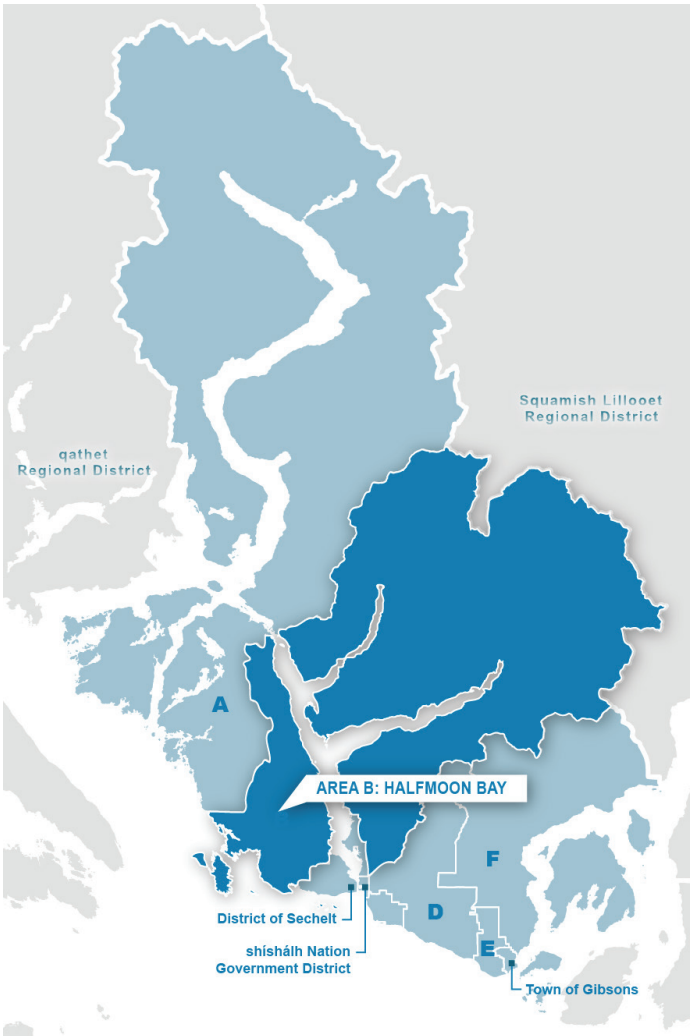 Squamish Lillooet
Regional District
qathet
Regional District
A
AREA B: HALFMOON BAY
F
D
E
District of Sechelt
shíshálh Nation
Government District
Town of Gibsons